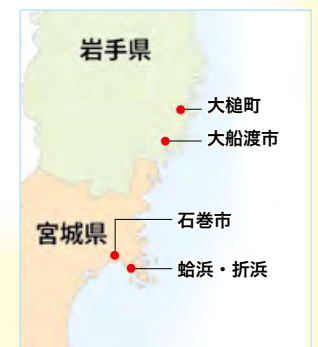 岩手県
大槌町
大船渡市
宮城県
石巻市
蛤浜・折浜